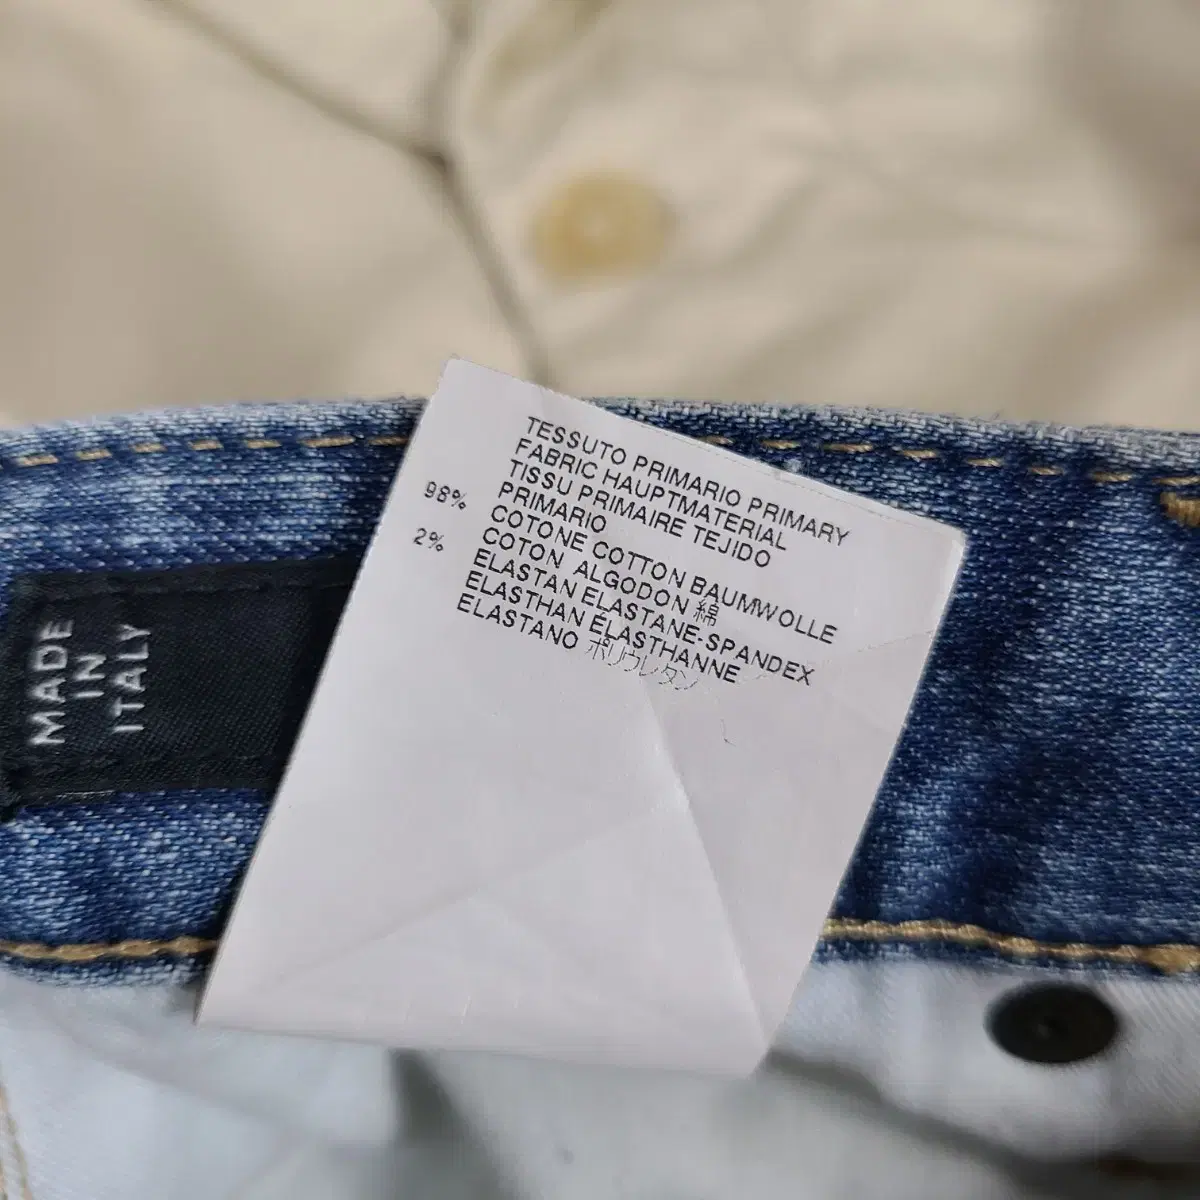 TESSUTO PRIMARIO PRIMARY
FABRIC HAUPTMATERIAL
TISSU PRIMAIRE TEJIDO
PRIMARIO
98% COTONE COTTON BAUMWOLLE
COTON ALGODON 綿
2% ELASTAN ELASTANE-SPANDEX
ELASTHAN ELASTHANNE
ELASTANO ポリウレタン
MADE
IN
ITALY